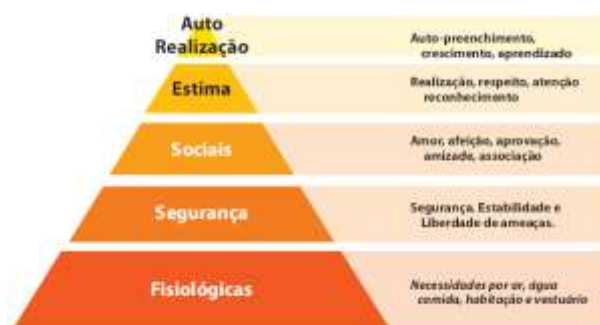 Auto
Realização
Auto-preenchimento,
crescimento, aprendizado
Estima
Realização, respeito, atenção
reconhecimento
Sociais
Amor, afeição, aprovação,
amizade, associação
Segurança
Segurança, Estabilidade e
Liberdade de ameaças.
Fisiológicas
Necessidades por ar, água
comida, habitação e vestuário